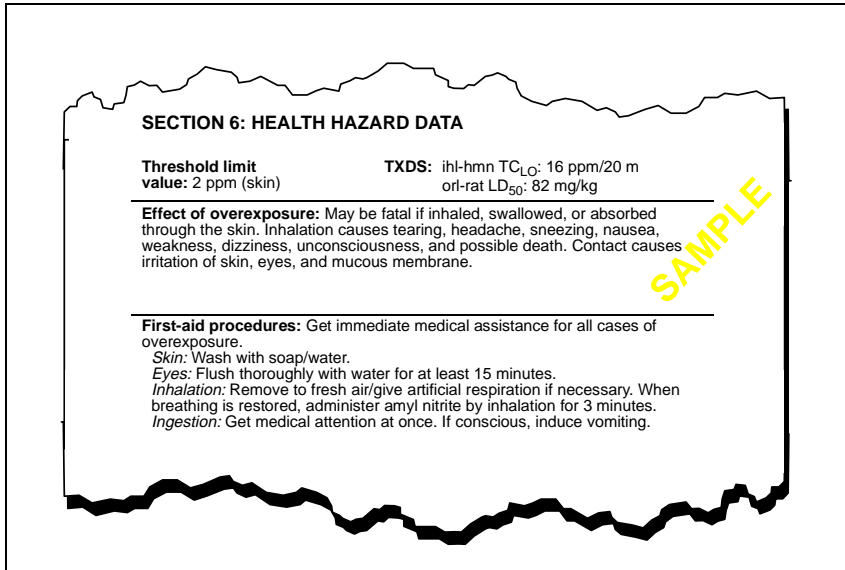 SECTION 6: HEALTH HAZARD DATA
Threshold limit
value: 2 ppm (skin)
TXDS: ihl-hmn TCLO: 16 ppm/20 m
orl-rat LD50: 82 mg/kg
Effect of overexposure: May be fatal if inhaled, swallowed, or absorbed
through the skin. Inhalation causes tearing, headache, sneezing, nausea,
weakness, dizziness, unconsciousness, and possible death. Contact causes
irritation of skin, eyes, and mucous membrane.
SAMPLE
First-aid procedures: Get immediate medical assistance for all cases of
overexposure.
Skin: Wash with soap/water.
Eyes: Flush thoroughly with water for at least 15 minutes.
Inhalation: Remove to fresh air/give artificial respiration if necessary. When
breathing is restored, administer amyl nitrite by inhalation for 3 minutes.
Ingestion: Get medical attention at once. If conscious, induce vomiting.